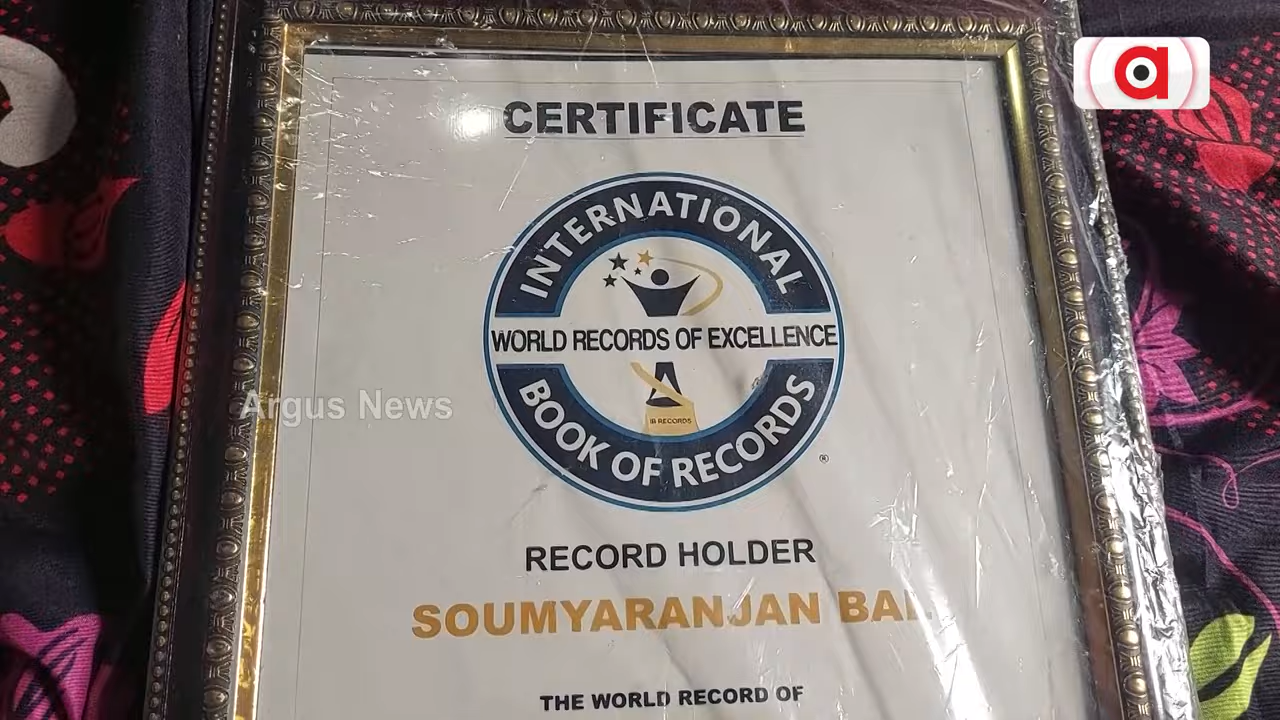 a
CERTIFICATE
INTERNATIONAL
WORLD RECORDS OF EXCELLENCE
IB RECORDS
BOOK OF RECORDS
®
Argus News
RECORD HOLDER
SOUMYARANJAN
THE WORLD RECORD OF